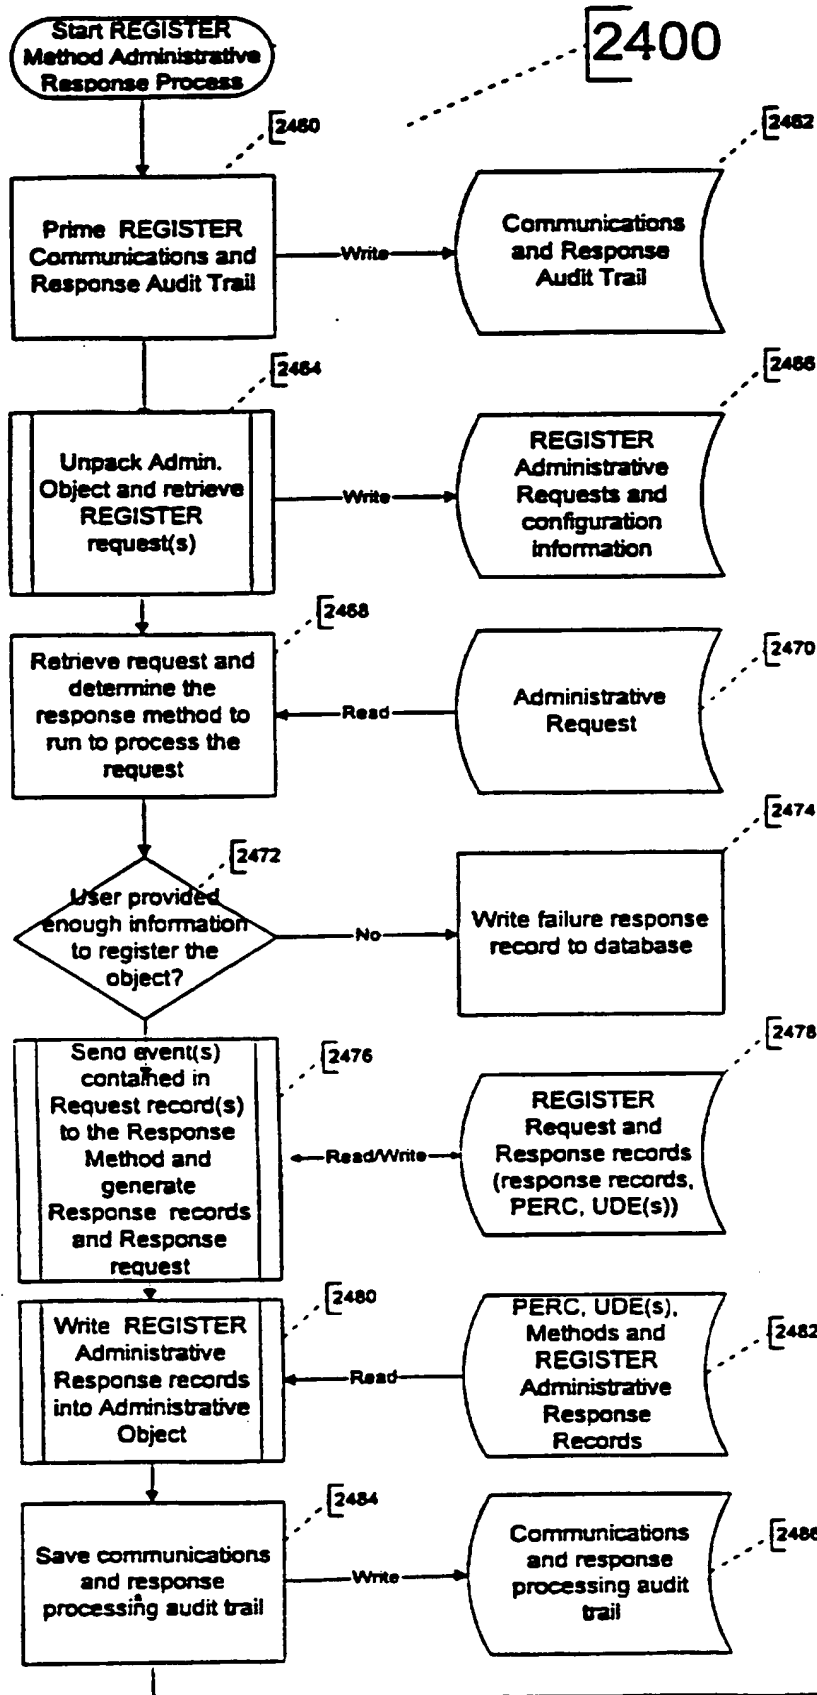 Start REGISTER
Method Administrative
Response Process
2400
2460
2462
Prime REGISTER
Communications and
Response Audit Trail
Write
Communications
and Response
Audit Trail
2464
2466
Unpack Admin.
Object and retrieve
REGISTER
request(s)
Write
REGISTER
Administrative
Requests and
configuration
information
2468
2470
Retrieve request and
determine the
response method to
run to process the
request
Read
Administrative
Request
2472
2474
User provided
enough information
to register the
object?
No
Write failure response
record to database
2476
2478
Send event(s)
contained in
Request record(s)
to the Response
Method and
generate
Response records
and Response
request
Read/Write
REGISTER
Request and
Response records
(response records,
PERC, UDE(s))
2480
2482
Write REGISTER
Administrative
Response records
into Administrative
Object
Read
PERC, UDE(s),
Methods and
REGISTER
Administrative
Response
Records
2484
2486
Save communications
and response
processing audit trail
Write
Communications
and response
processing audit
trail